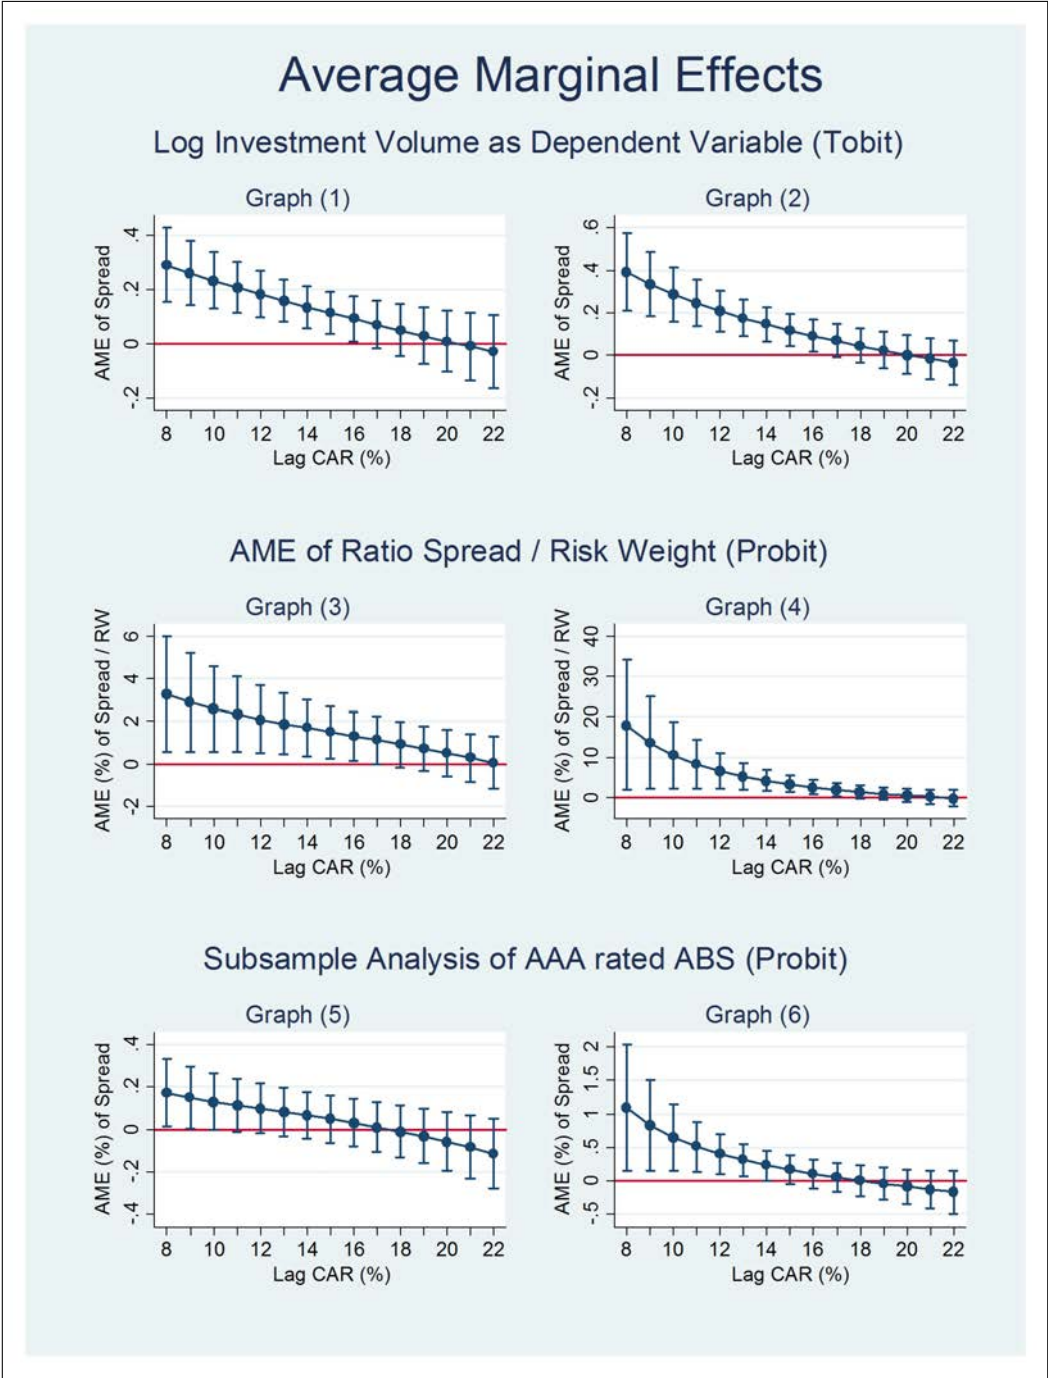 Average Marginal Effects
Log Investment Volume as Dependent Variable (Tobit)
Graph (1)
AME of Spread
.4
.2
0
-.2
8 10 12 14 16 18 20 22
Lag CAR (%)
Graph (2)
AME of Spread
.6
.4
.2
0
-.2
8 10 12 14 16 18 20 22
Lag CAR (%)
AME of Ratio Spread / Risk Weight (Probit)
Graph (3)
AME (%) of Spread / RW
6
4
2
0
-2
8 10 12 14 16 18 20 22
Lag CAR (%)
Graph (4)
AME (%) of Spread / RW
40
30
20
10
0
8 10 12 14 16 18 20 22
Lag CAR (%)
Subsample Analysis of AAA rated ABS (Probit)
Graph (5)
AME (%) of Spread
.4
.2
0
-.2
-.4
8 10 12 14 16 18 20 22
Lag CAR (%)
Graph (6)
AME (%) of Spread
2
1.5
1
.5
0
-.5
8 10 12 14 16 18 20 22
Lag CAR (%)